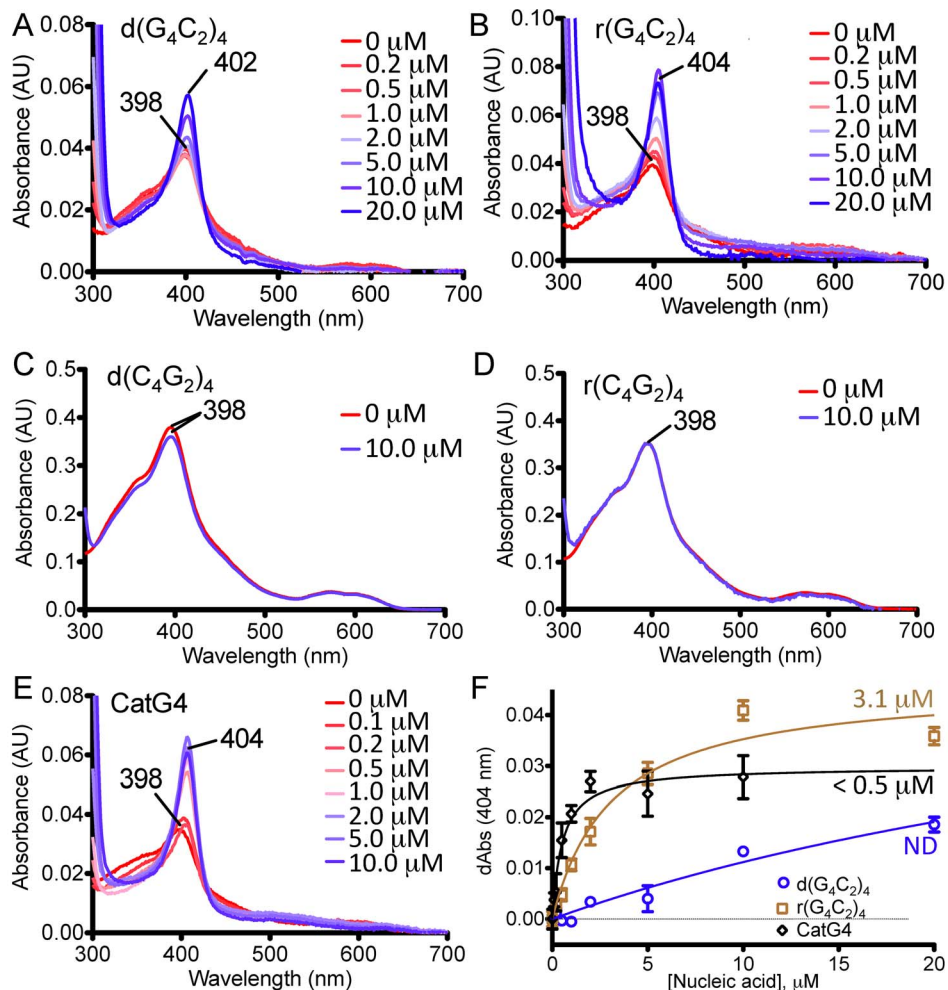 A
d(G₄C₂)₄
Absorbance (AU)
0.08
0.06
0.04
0.02
0.00
398
402
0 μM
0.2 μM
0.5 μM
1.0 μM
2.0 μM
5.0 μM
10.0 μM
20.0 μM
300
400
500
600
700
Wavelength (nm)
B
r(G₄C₂)₄
Absorbance (AU)
0.10
0.08
0.06
0.04
0.02
0.00
398
404
0 μM
0.2 μM
0.5 μM
1.0 μM
2.0 μM
5.0 μM
10.0 μM
20.0 μM
300
400
500
600
700
Wavelength (nm)
C
d(C₄G₂)₄
Absorbance (AU)
0.5
0.4
0.3
0.2
0.1
0.0
398
0 μM
10.0 μM
300
400
500
600
700
Wavelength (nm)
D
r(C₄G₂)₄
Absorbance (AU)
0.5
0.4
0.3
0.2
0.1
0.0
398
0 μM
10.0 μM
300
400
500
600
700
Wavelength (nm)
E
CatG4
Absorbance (AU)
0.08
0.06
0.04
0.02
0.00
398
404
0 μM
0.1 μM
0.2 μM
0.5 μM
1.0 μM
2.0 μM
5.0 μM
10.0 μM
300
400
500
600
700
Wavelength (nm)
F
dAbs (404 nm)
0.04
0.03
0.02
0.01
0.00
3.1 μM
< 0.5 μM
ND
d(G₄C₂)₄
r(G₄C₂)₄
CatG4
0
5
10
15
20
[Nucleic acid], μM